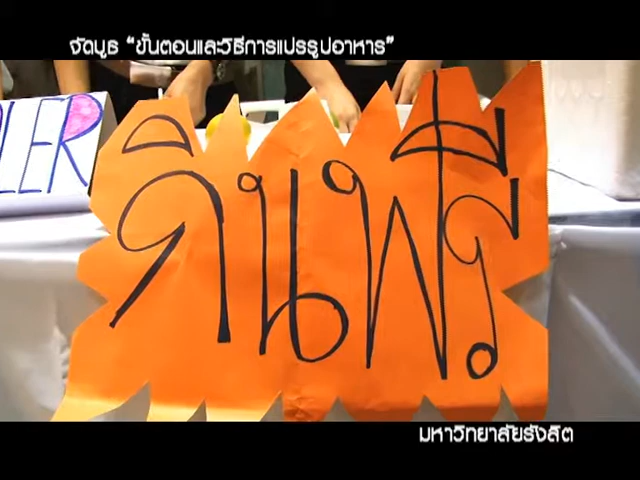 จัดบูธ “ขั้นตอนและวิธีการแปรรูปอาหาร”
LER
กินฟรี
มหาวิทยาลัยรังสิต